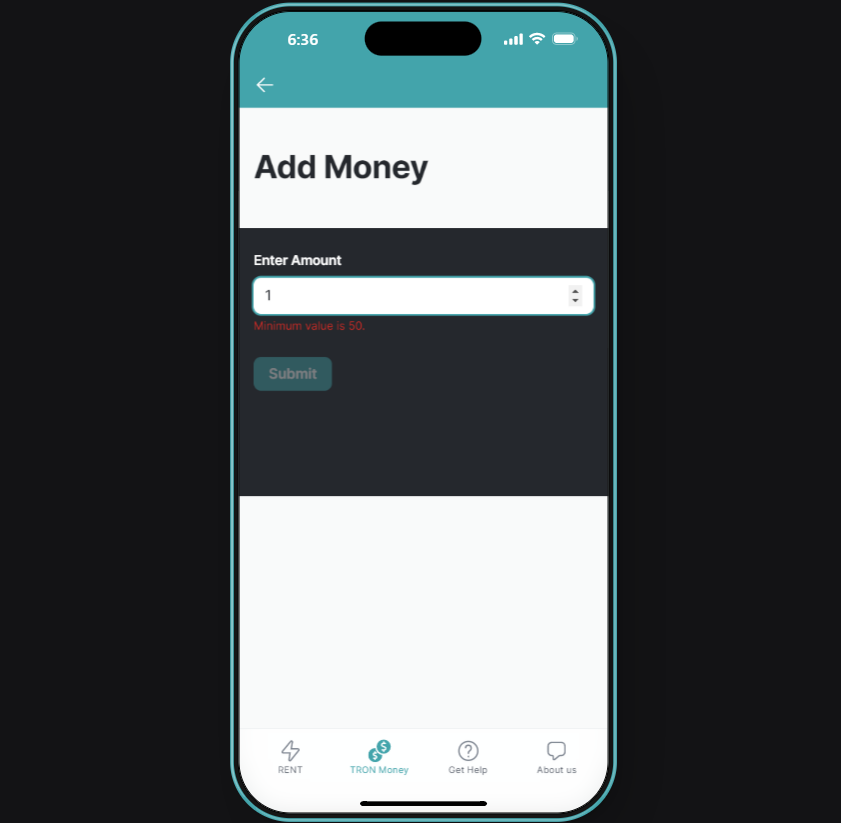 6:36
Add Money
Enter Amount
1
Minimum value is 50.
Submit
RENT
TRON Money
Get Help
About us